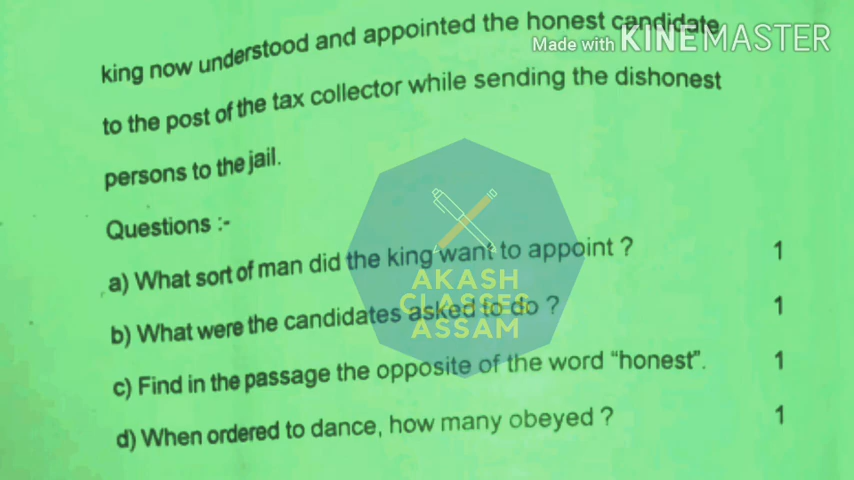 Made with KINEMASTER
king now understood and appointed the honest candidate
to the post of the tax collector while sending the dishonest
persons to the jail.
Questions :-
a) What sort of man did the king want to appoint ? 1
b) What were the candidates asked to do ? 1
c) Find in the passage the opposite of the word “honest”. 1
d) When ordered to dance, how many obeyed ? 1
AKASH
CLASSES
ASSAM